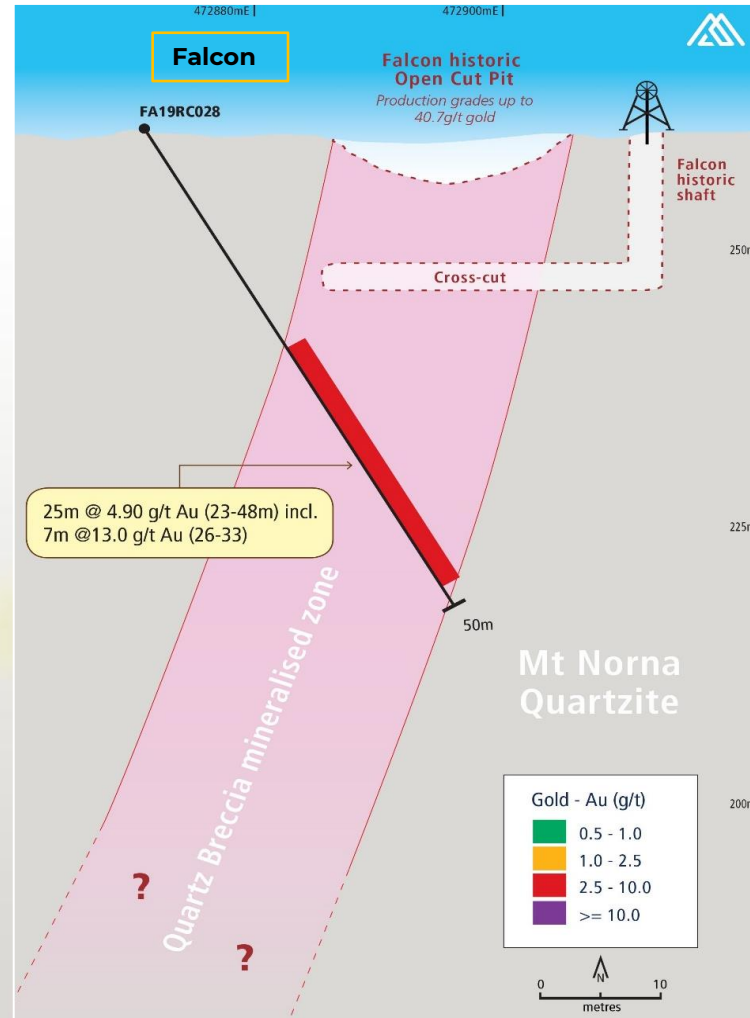 472880mE
472900mE
Falcon
Falcon historic
Open Cut Pit
Production grades up to
40.7g/t gold
FA19RC028
Falcon
historic
shaft
250m
Cross-cut
25m @ 4.90 g/t Au (23-48m) incl.
7m @13.0 g/t Au (26-33)
225m
50m
Quartz Breccia mineralised zone
Mt Norna
Quartzite
200m
Gold - Au (g/t)
0.5 - 1.0
1.0 - 2.5
2.5 - 10.0
>= 10.0
?
?
N
0 10
metres